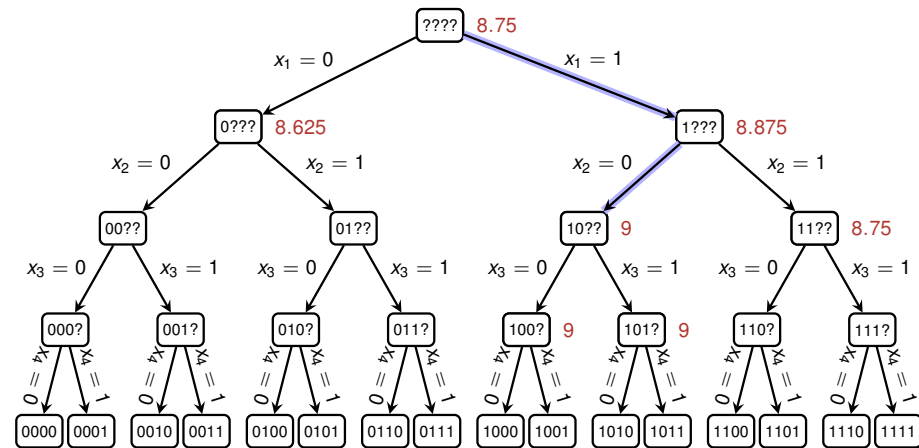 ???? 8.75
x₁ = 0 x₁ = 1
0??? 8.625 1??? 8.875
x₂ = 0 x₂ = 1 x₂ = 0 x₂ = 1
00?? 01?? 10?? 9 11?? 8.75
x₃ = 0 x₃ = 1 x₃ = 0 x₃ = 1 x₃ = 0 x₃ = 1 x₃ = 0 x₃ = 1
000? 001? 010? 011? 100? 9 101? 9 110? 111?
x₄ = 0 x₄ = 1 x₄ = 0 x₄ = 1 x₄ = 0 x₄ = 1 x₄ = 0 x₄ = 1 x₄ = 0 x₄ = 1 x₄ = 0 x₄ = 1 x₄ = 0 x₄ = 1 x₄ = 0 x₄ = 1
0000 0001 0010 0011 0100 0101 0110 0111 1000 1001 1010 1011 1100 1101 1110 1111